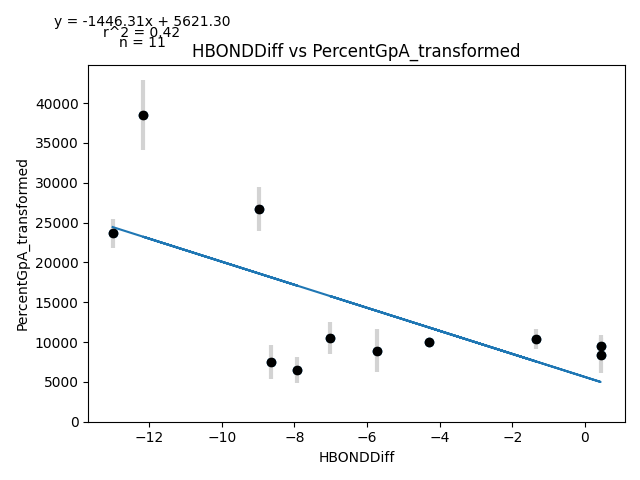 y = -1446.31x + 5621.30
r^2 = 0.42
n = 11
HBONDDiff vs PercentGpA_transformed
PercentGpA_transformed
40000
35000
30000
25000
20000
15000
10000
5000
0
−12 −10 −8 −6 −4 −2 0
HBONDDiff